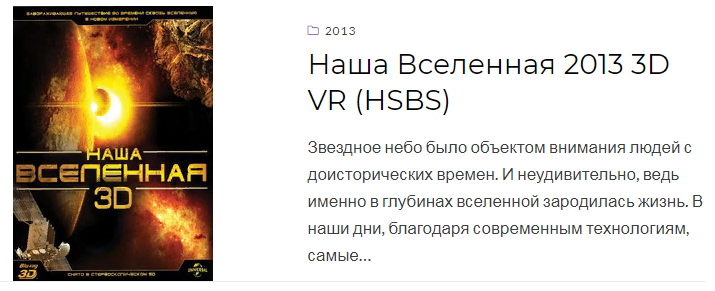 ЗАВОРАЖИВАЮЩЕЕ ПУТЕШЕСТВИЕ ВО ВРЕМЕНИ СКВОЗЬ ВСЕЛЕННУЮ
В НОВОМ ИЗМЕРЕНИИ
НАША
ВСЕЛЕННАЯ
3D
СНЯТО В СТЕРЕОСКОПИЧЕСКОМ 3D
Blu-ray
3D
UNIVERSAL
2013
Наша Вселенная 2013 3D
VR (HSBS)
Звездное небо было объектом внимания людей с
доисторических времен. И неудивительно, ведь
именно в глубинах вселенной зародилась жизнь. В
наши дни, благодаря современным технологиям,
самые...